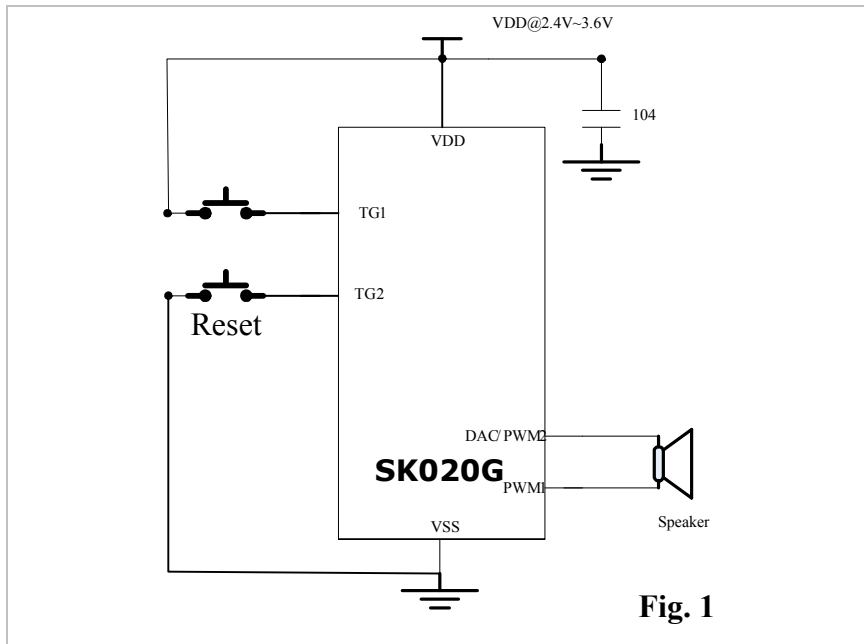 VDD@2.4V~3.6V
104
VDD
TG1
TG2
Reset
DAC/PWM2
SK020G
PWM1
Speaker
VSS
Fig. 1